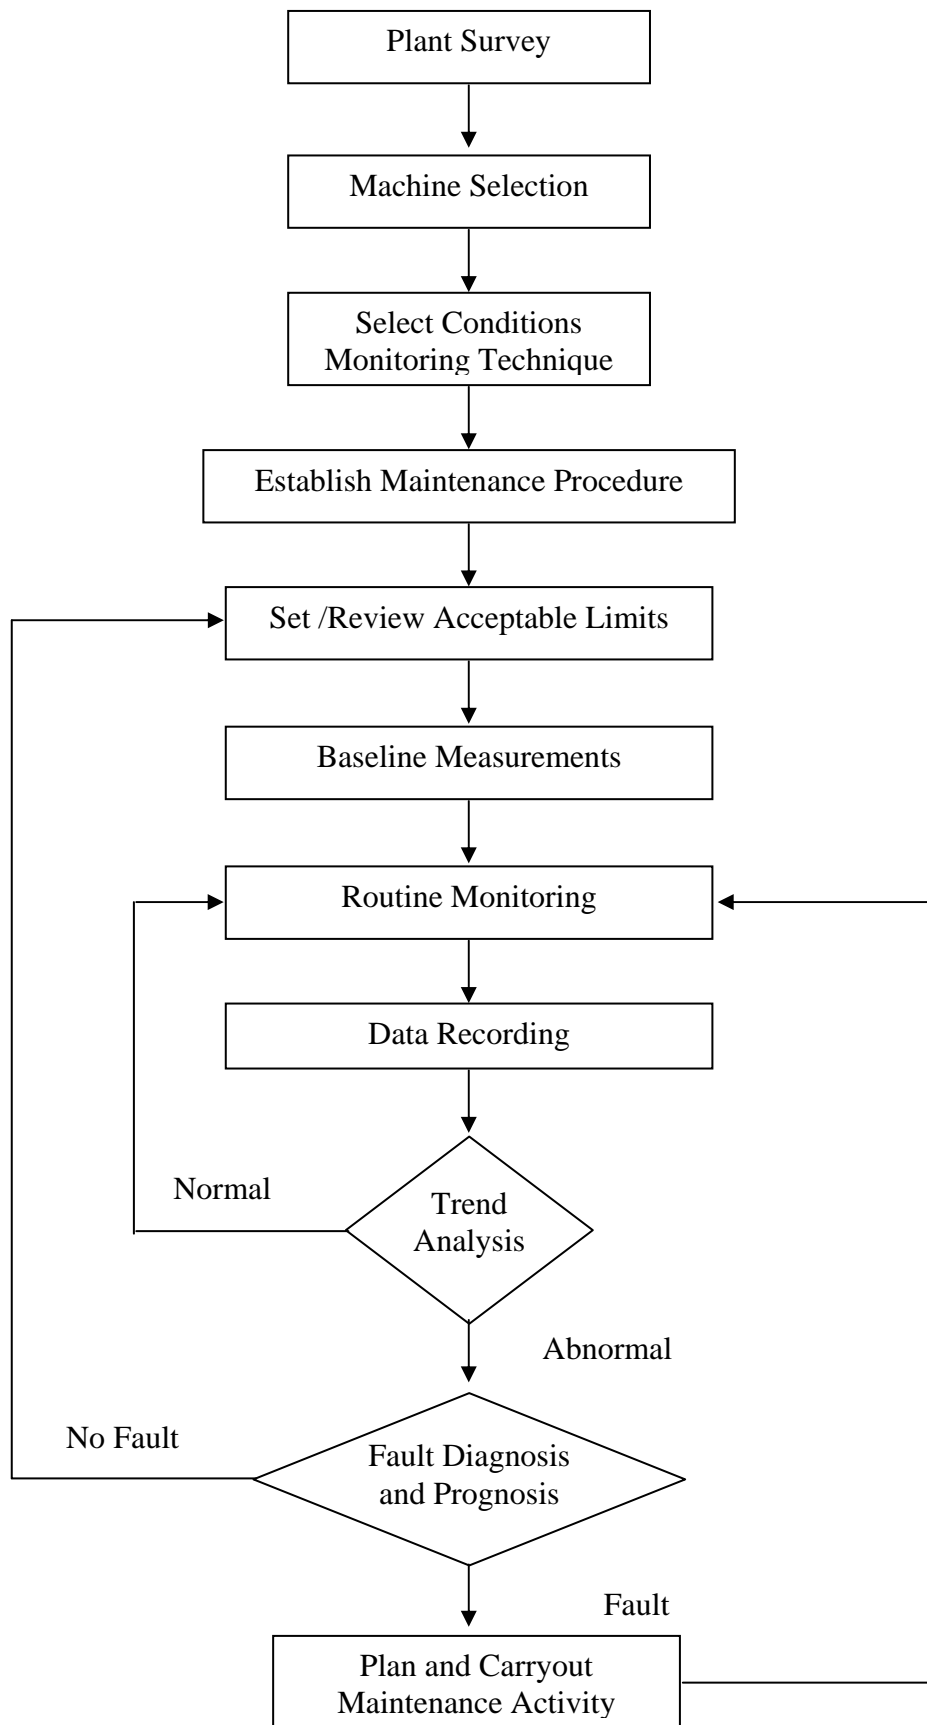 Plant Survey
Machine Selection
Select Conditions
Monitoring Technique
Establish Maintenance Procedure
Set /Review Acceptable Limits
Baseline Measurements
Routine Monitoring
Data Recording
Normal
Trend
Analysis
Abnormal
No Fault
Fault Diagnosis
and Prognosis
Fault
Plan and Carryout
Maintenance Activity